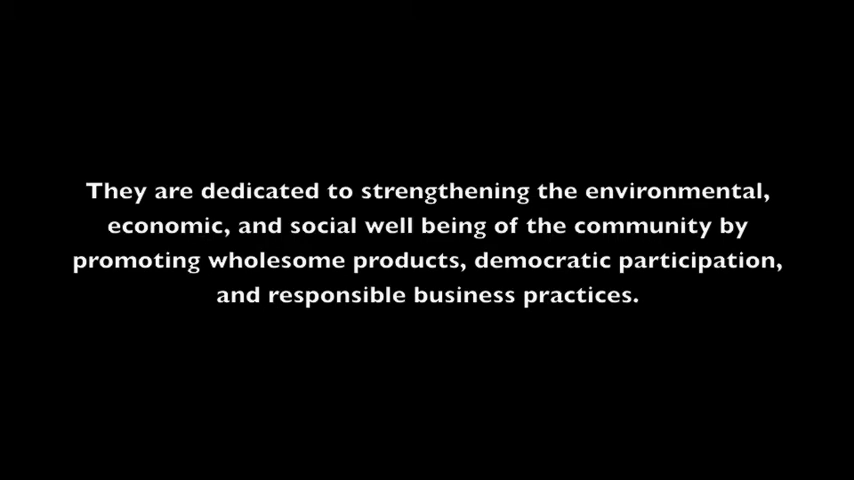 They are dedicated to strengthening the environmental,
economic, and social well being of the community by
promoting wholesome products, democratic participation,
and responsible business practices.